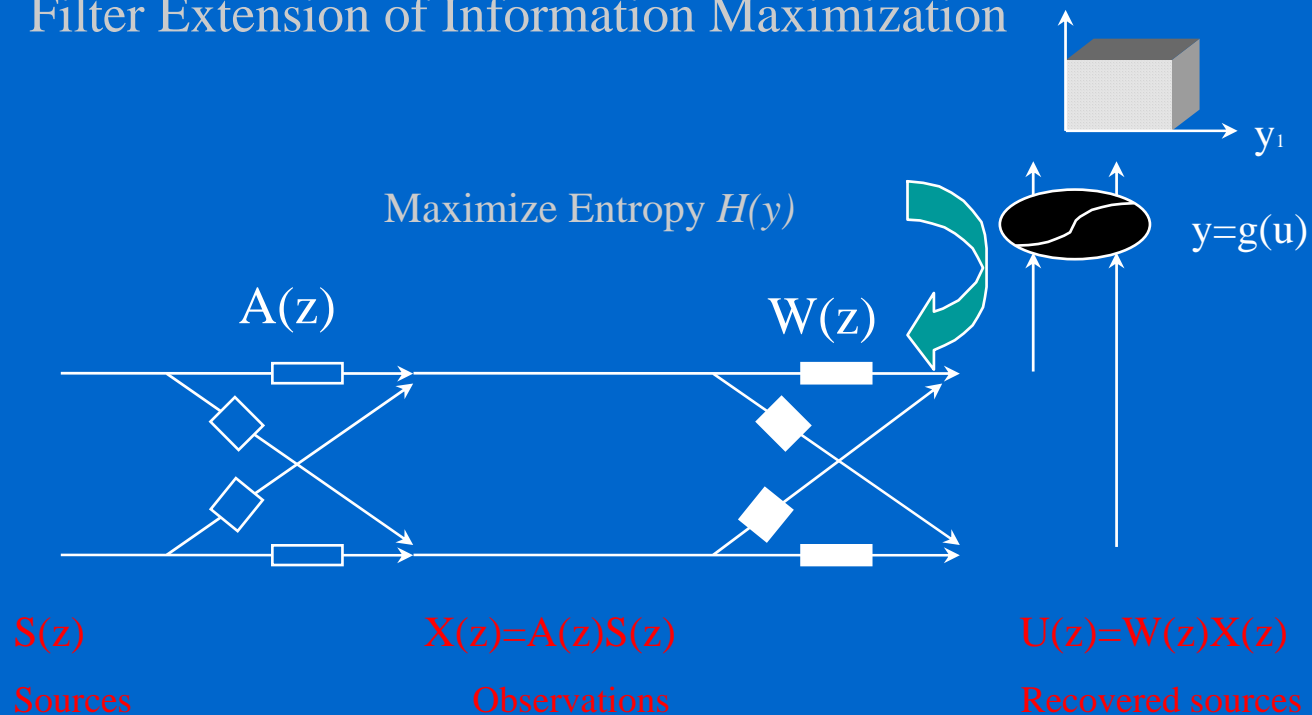 Filter Extension of Information Maximization
y₁
Maximize Entropy H(y)
y=g(u)
A(z)
W(z)
S(z)
X(z)=A(z)S(z)
U(z)=W(z)X(z)
Sources
Observations
Recovered sources